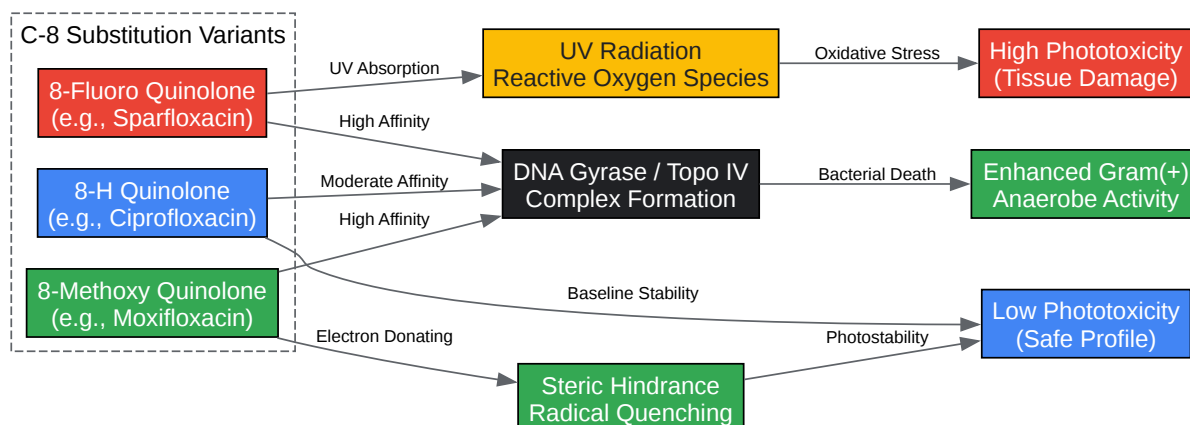 C-8 Substitution Variants
8-Fluoro Quinolone
(e.g., Sparfloxacin)
8-H Quinolone
(e.g., Ciprofloxacin)
8-Methoxy Quinolone
(e.g., Moxifloxacin)
UV Absorption
High Affinity
Moderate Affinity
High Affinity
Baseline Stability
Electron Donating
UV Radiation
Reactive Oxygen Species
DNA Gyrase / Topo IV
Complex Formation
Steric Hindrance
Radical Quenching
Oxidative Stress
Bacterial Death
Photostability
High Phototoxicity
(Tissue Damage)
Enhanced Gram(+)
Anaerobe Activity
Low Phototoxicity
(Safe Profile)